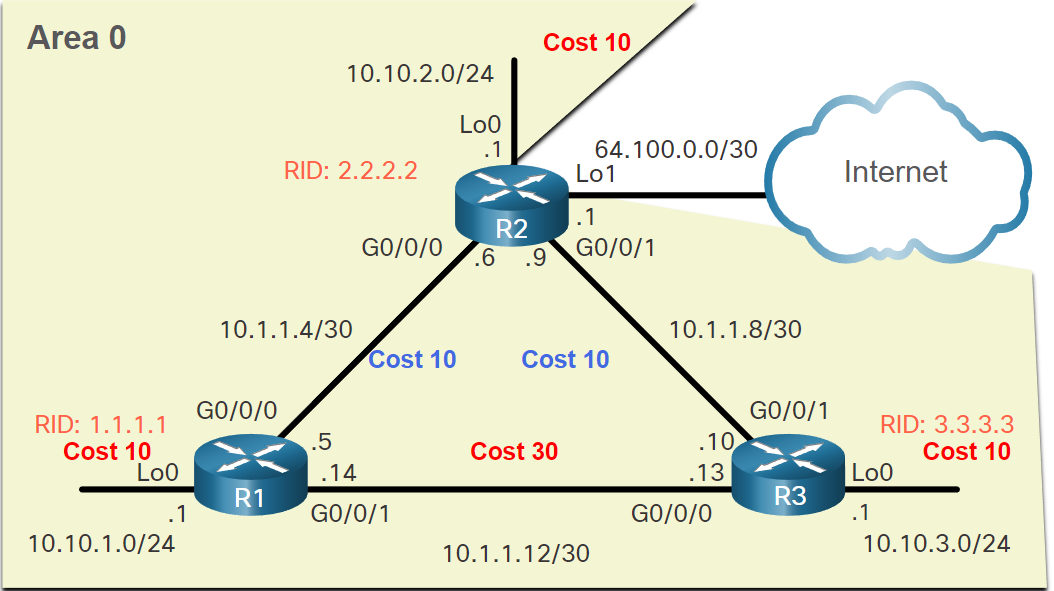 Area 0
Cost 10
10.10.2.0/24
Lo0
.1
64.100.0.0/30
Internet
RID: 2.2.2.2
Lo1
R2
.1
G0/0/0
.6
.9
G0/0/1
10.1.1.4/30
10.1.1.8/30
Cost 10
Cost 10
G0/0/0
G0/0/1
RID: 1.1.1.1
RID: 3.3.3.3
.5
.10
Cost 10
Cost 30
Cost 10
Lo0
.14
.13
Lo0
R1
R3
.1
G0/0/1
G0/0/0
.1
10.10.1.0/24
10.1.1.12/30
10.10.3.0/24